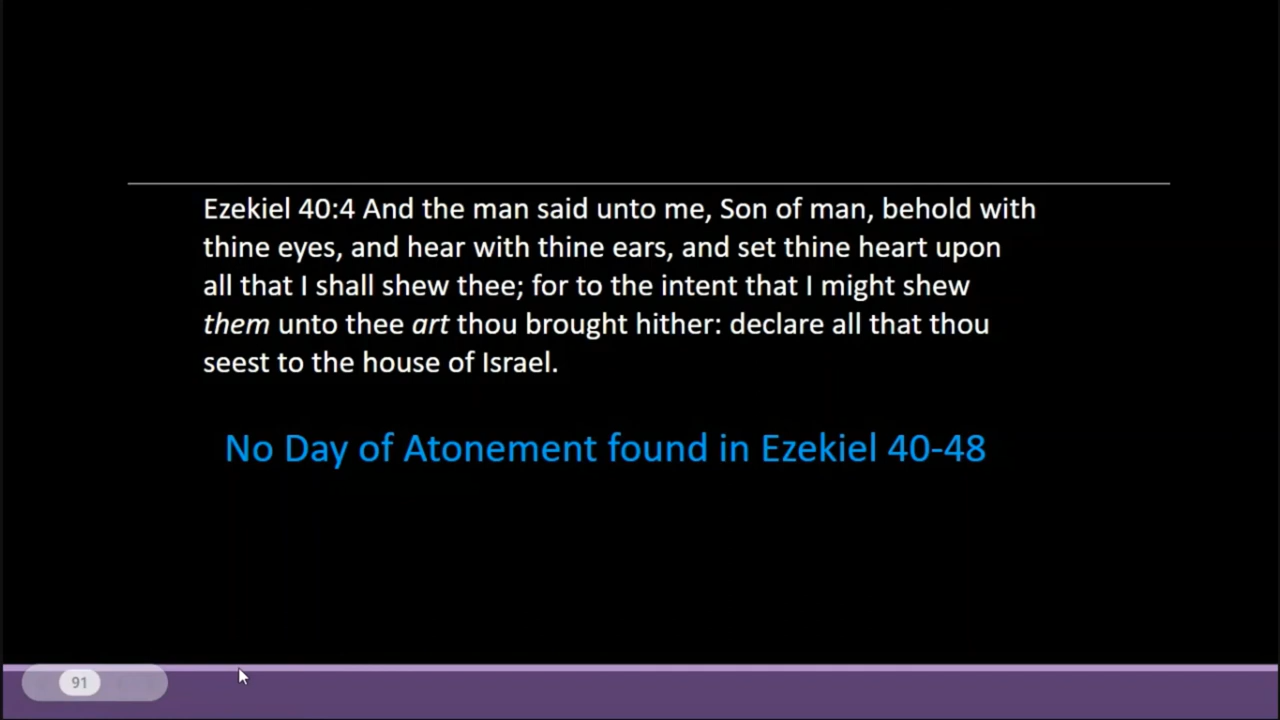 Ezekiel 40:4 And the man said unto me, Son of man, behold with
thine eyes, and hear with thine ears, and set thine heart upon
all that I shall shew thee; for to the intent that I might shew
them unto thee art thou brought hither: declare all that thou
seest to the house of Israel.
No Day of Atonement found in Ezekiel 40-48
91